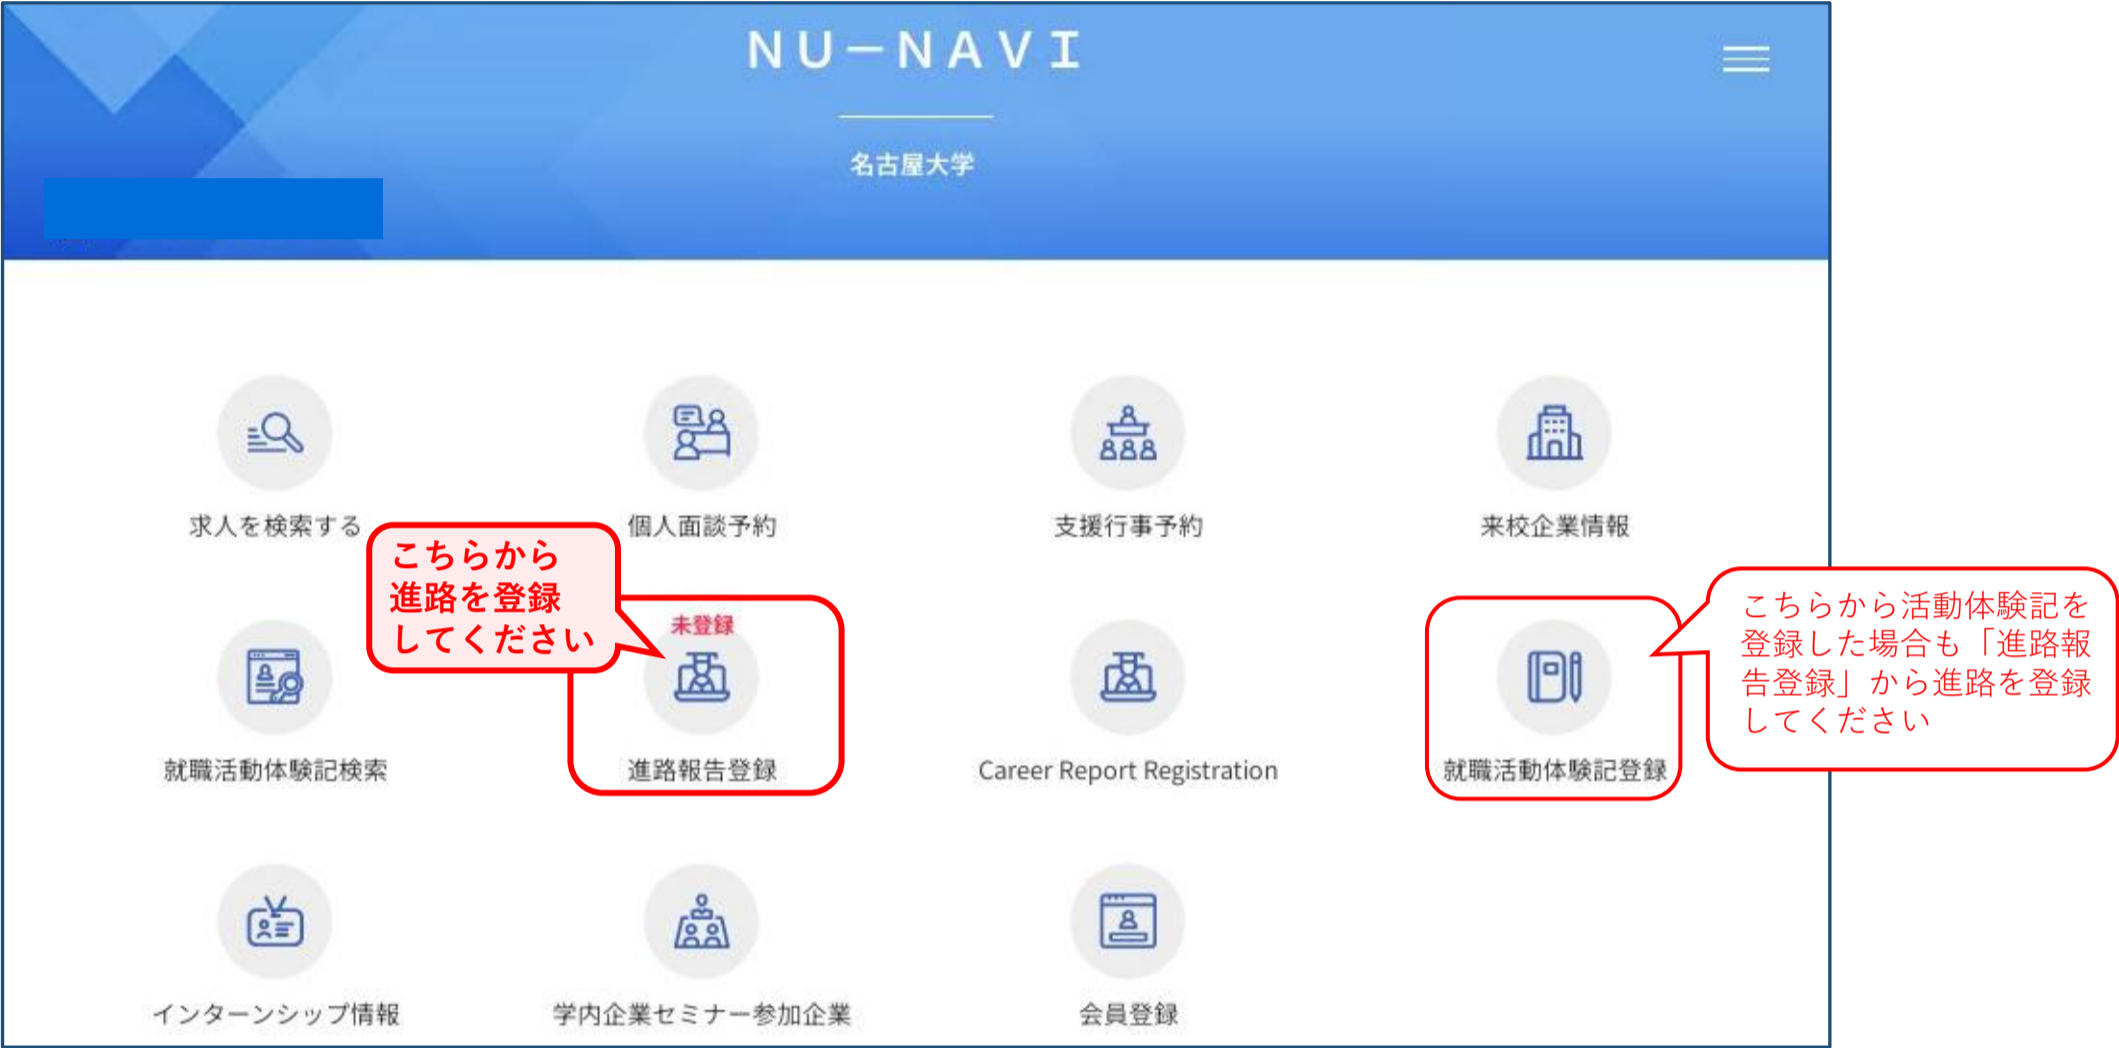 NU-NAVI
名古屋大学
求人を検索する
個人面談予約
支援行事予約
来校企業情報
こちらから
進路を登録
してください
未登録
こちらから活動体験記を
登録した場合も「進路報
告登録」から進路を登録
してください
就職活動体験記検索
進路報告登録
Career Report Registration
就職活動体験記登録
インターンシップ情報
学内企業セミナー参加企業
会員登録